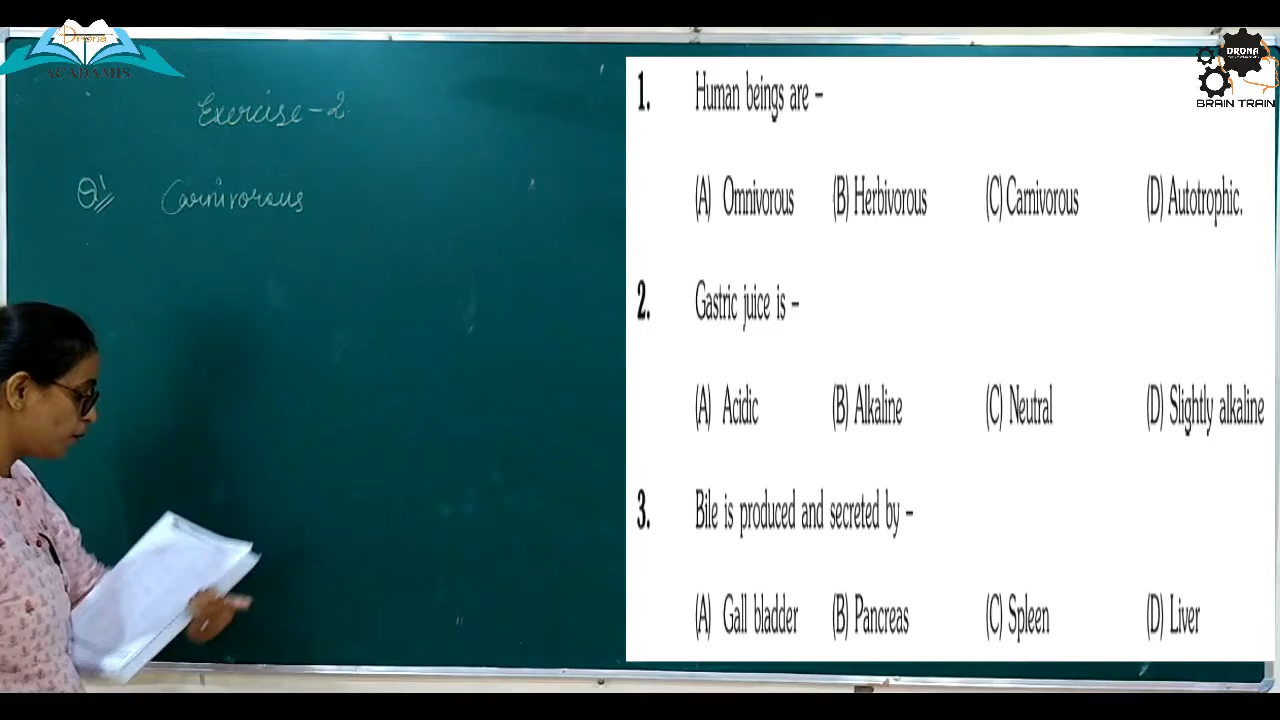 Drona
ACADAMIS
DRONA
BRAIN TRAIN
Exercise - 2
Q1 Carnivorous
1. Human beings are –
(A) Omnivorous (B) Herbivorous (C) Carnivorous (D) Autotrophic.
2. Gastric juice is –
(A) Acidic (B) Alkaline (C) Neutral (D) Slightly alkaline
3. Bile is produced and secreted by –
(A) Gall bladder (B) Pancreas (C) Spleen (D) Liver